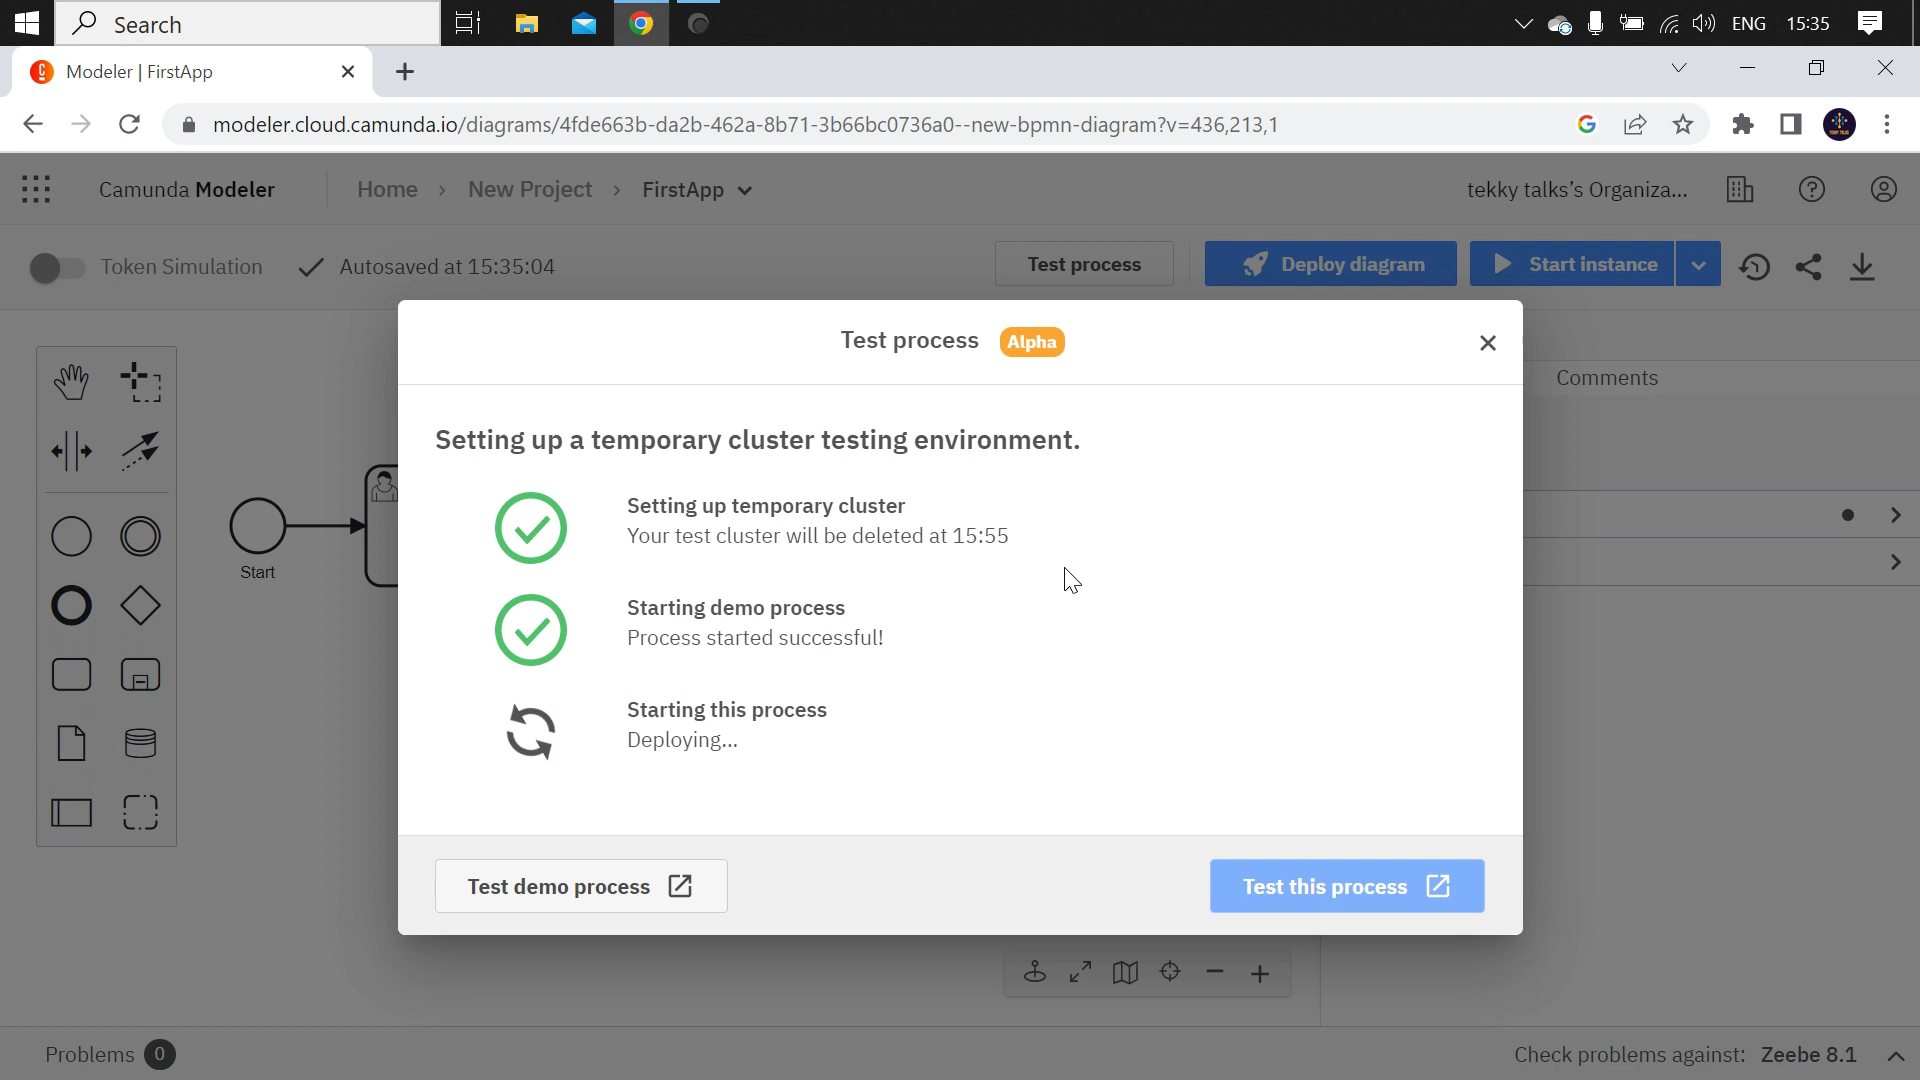 Search
ENG
15:35
Modeler | FirstApp
modeler.cloud.camunda.io/diagrams/4fde663b-da2b-462a-8b71-3b66bc0736a0--new-bpmn-diagram?v=436,213,1
Camunda Modeler
Home > New Project > FirstApp
tekky talks's Organiza...
Token Simulation
Autosaved at 15:35:04
Test process
Deploy diagram
Start instance
Test process Alpha
Comments
Setting up a temporary cluster testing environment.
Setting up temporary cluster
Your test cluster will be deleted at 15:55
Start
Starting demo process
Process started successful!
Starting this process
Deploying...
Test demo process
Test this process
Problems 0
Check problems against: Zeebe 8.1